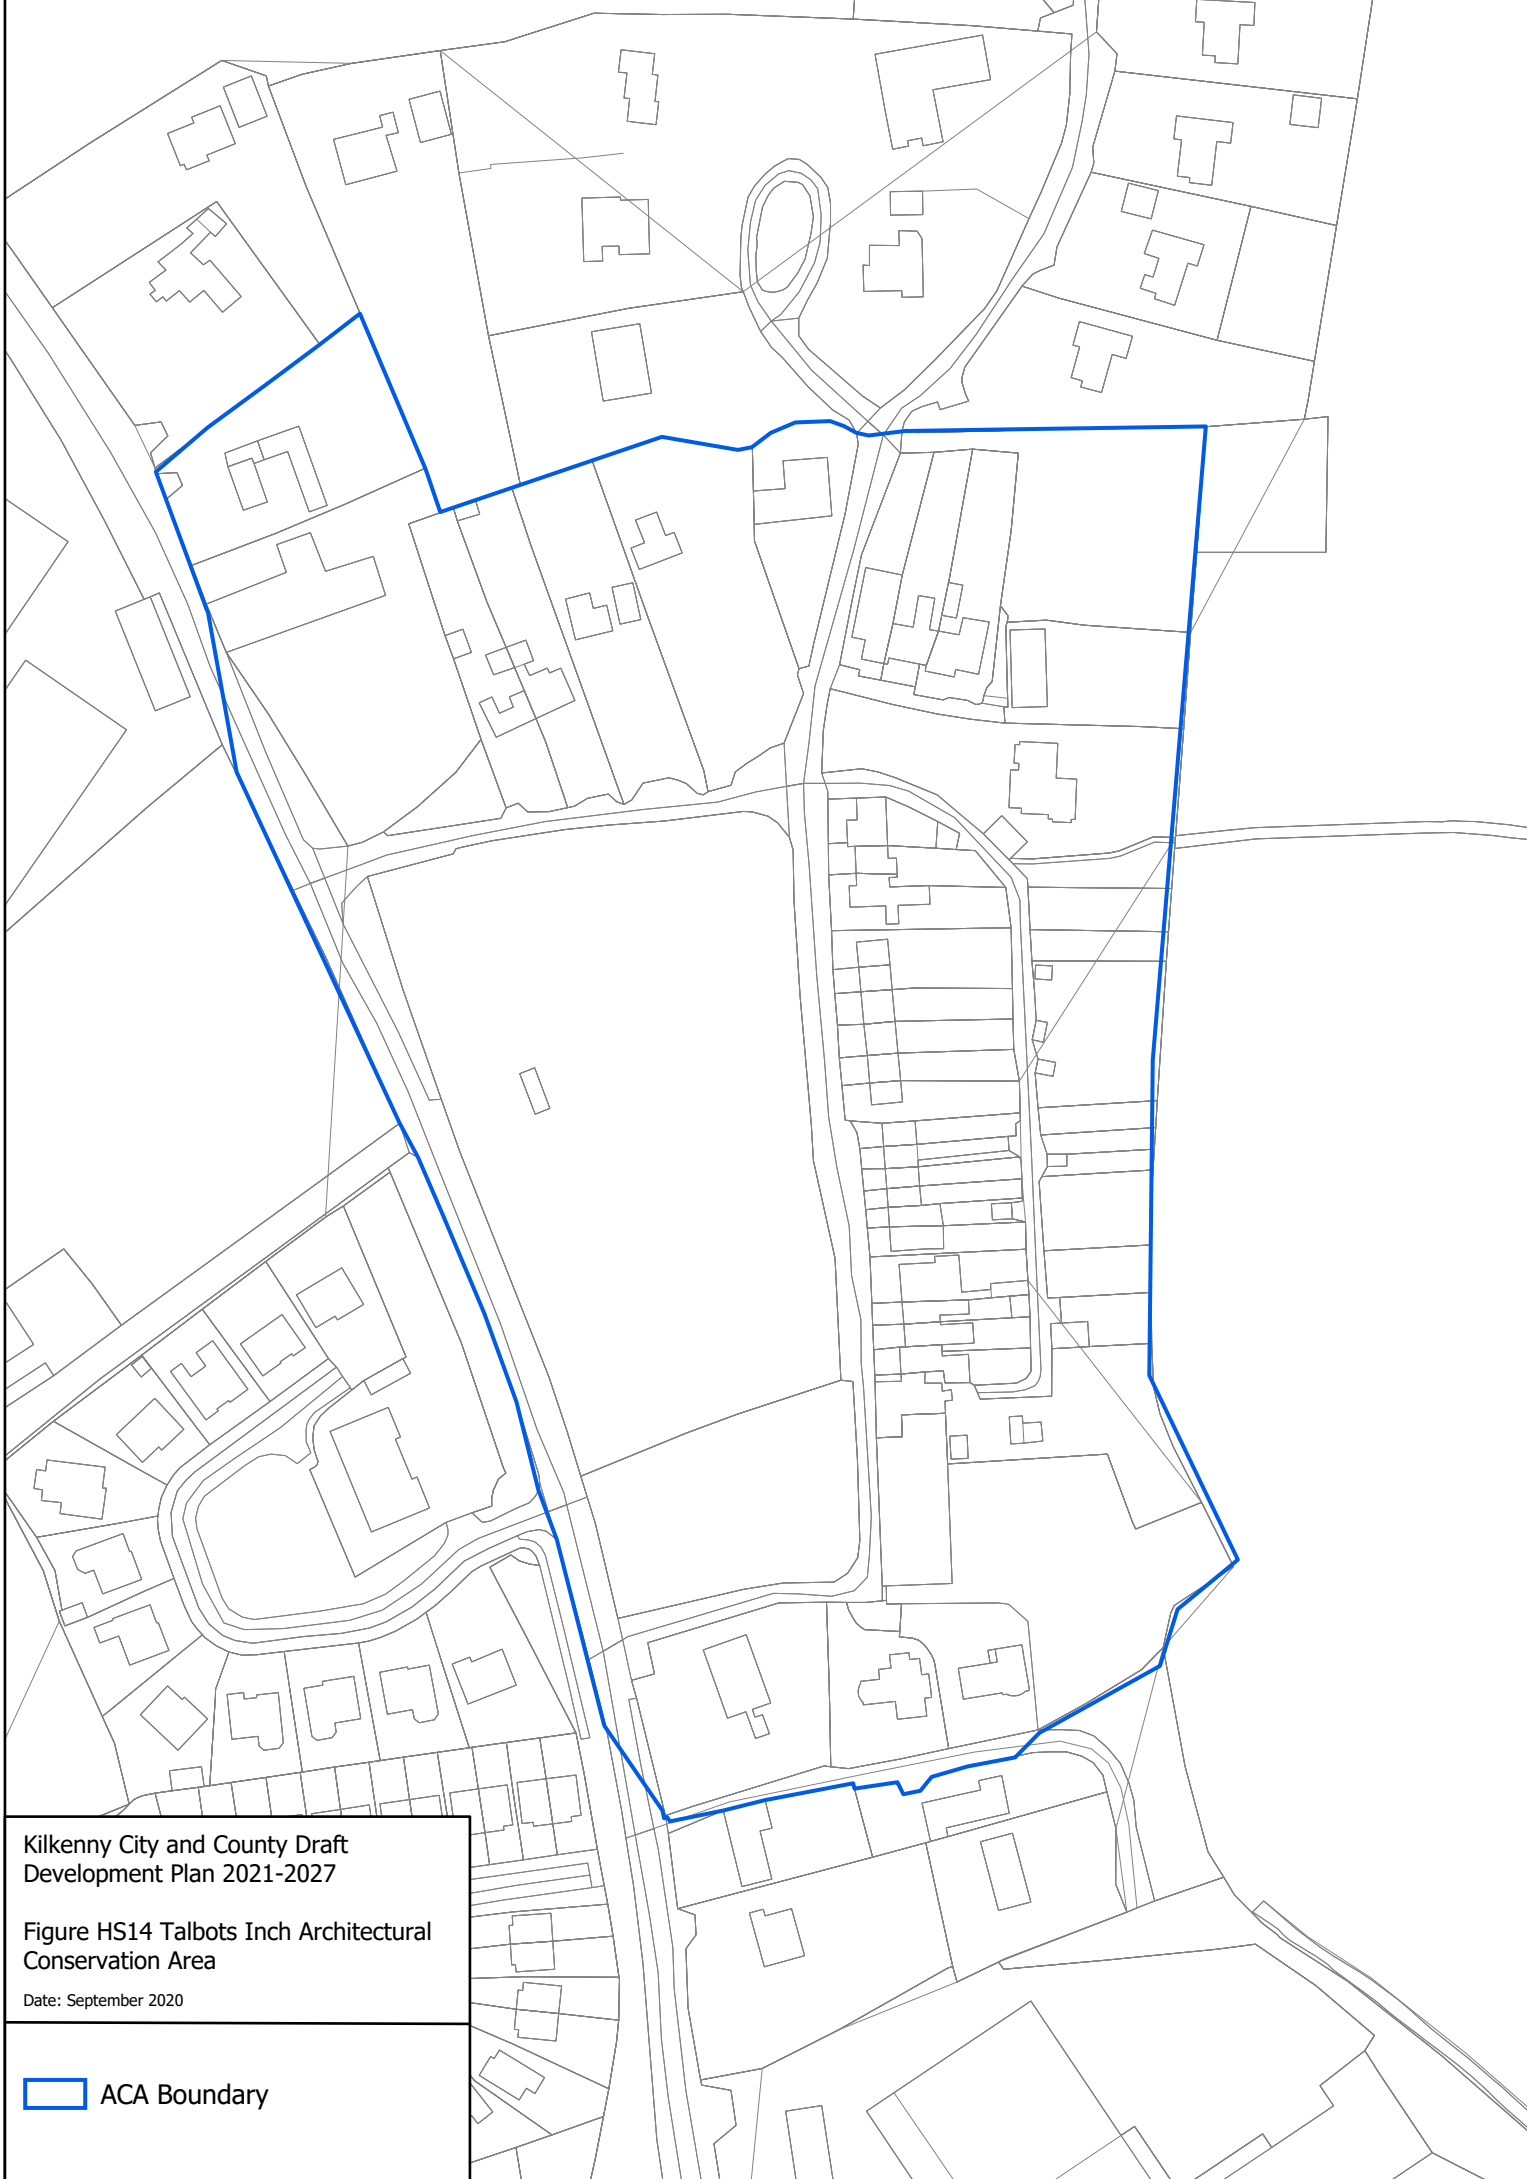 Kilkenny City and County Draft
Development Plan 2021-2027
Figure HS14 Talbots Inch Architectural
Conservation Area
Date: September 2020
ACA Boundary